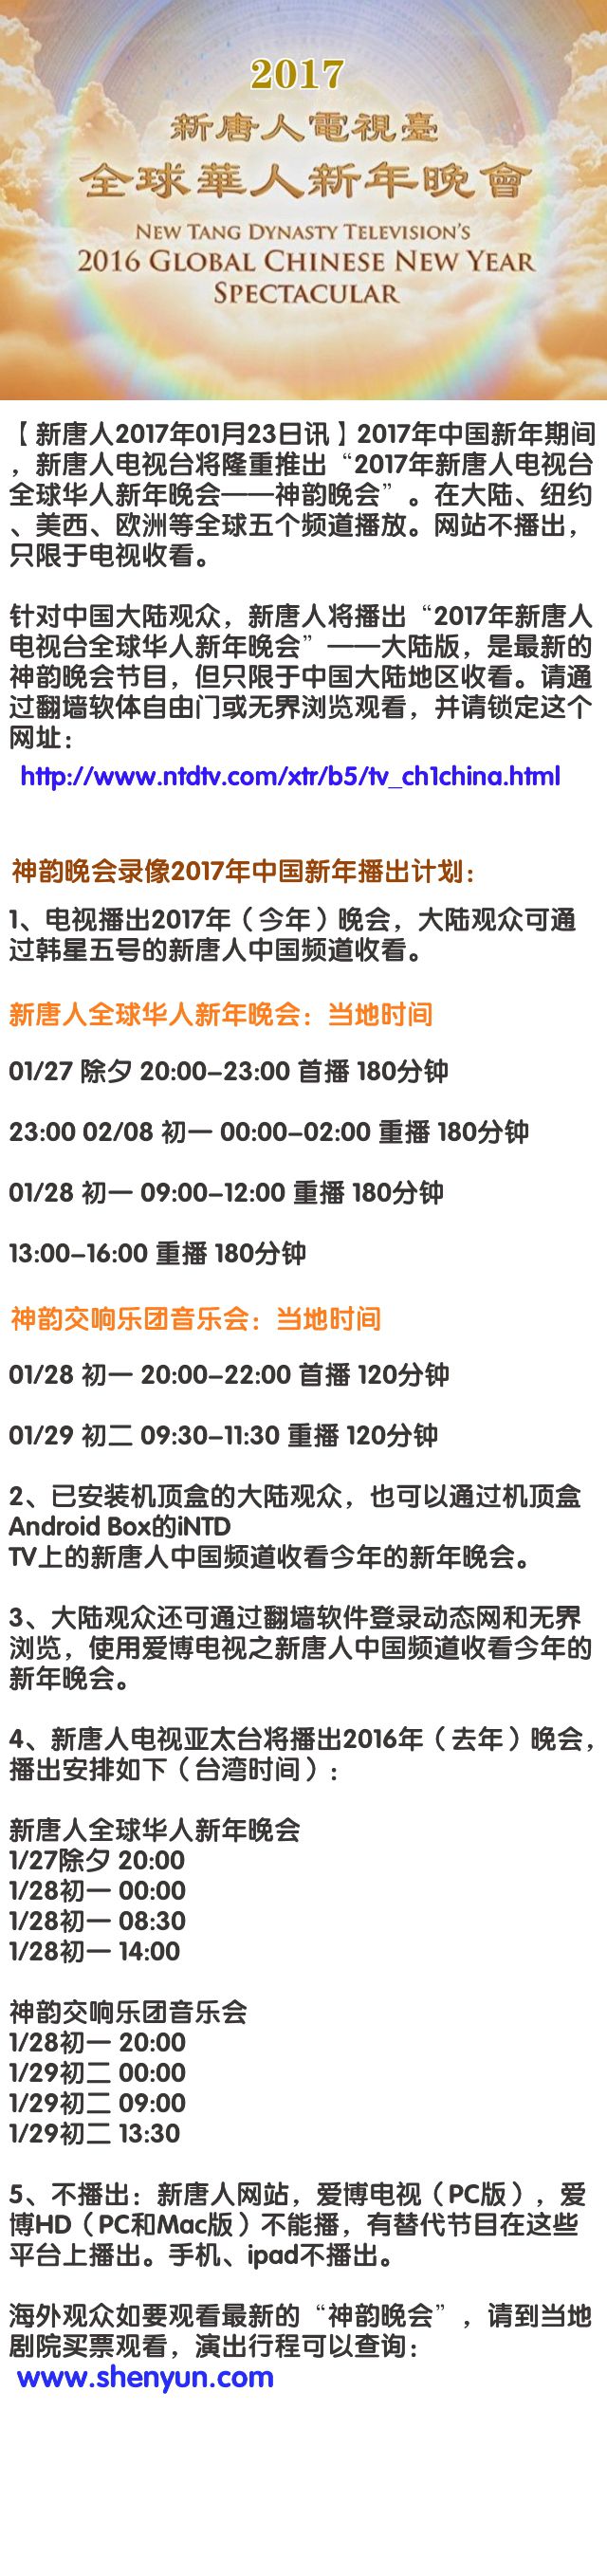 2017
新唐人電視臺
全球華人新年晚會
NEW TANG DYNASTY TELEVISION'S
2016 GLOBAL CHINESE NEW YEAR
SPECTACULAR
【新唐人2017年01月23日讯】2017年中国新年期间
，新唐人电视台将隆重推出“2017年新唐人电视台
全球华人新年晚会——神韵晚会”。在大陆、纽约
、美西、欧洲等全球五个频道播放。网站不播出，
只限于电视收看。
针对中国大陆观众，新唐人将播出“2017年新唐人
电视台全球华人新年晚会”——大陆版，是最新的
神韵晚会节目，但只限于中国大陆地区收看。请通
过翻墙软体自由门或无界浏览观看，并请锁定这个
网址：
http://www.ntdtv.com/xtr/b5/tv_ch1china.html
神韵晚会录像2017年中国新年播出计划：
1、电视播出2017年（今年）晚会，大陆观众可通
过韩星五号的新唐人中国频道收看。
新唐人全球华人新年晚会：当地时间
01/27 除夕 20:00-23:00 首播 180分钟
23:00 02/08 初一 00:00-02:00 重播 180分钟
01/28 初一 09:00-12:00 重播 180分钟
13:00-16:00 重播 180分钟
神韵交响乐团音乐会：当地时间
01/28 初一 20:00-22:00 首播 120分钟
01/29 初二 09:30-11:30 重播 120分钟
2、已安装机顶盒的大陆观众，也可以通过机顶盒
Android Box的iNTD
TV上的新唐人中国频道收看今年的新年晚会。
3、大陆观众还可通过翻墙软件登录动态网和无界
浏览，使用爱博电视之新唐人中国频道收看今年的
新年晚会。
4、新唐人电视亚太台将播出2016年（去年）晚会，
播出安排如下（台湾时间）:
新唐人全球华人新年晚会
1/27除夕 20:00
1/28初一 00:00
1/28初一 08:30
1/28初一 14:00
神韵交响乐团音乐会
1/28初一 20:00
1/29初二 00:00
1/29初二 09:00
1/29初二 13:30
5、不播出：新唐人网站，爱博电视（PC版），爱
博HD（PC和Mac版）不能播，有替代节目在这些
平台上播出。手机、ipad不播出。
海外观众如要观看最新的“神韵晚会”，请到当地
剧院买票观看，演出行程可以查询：
www.shenyun.com